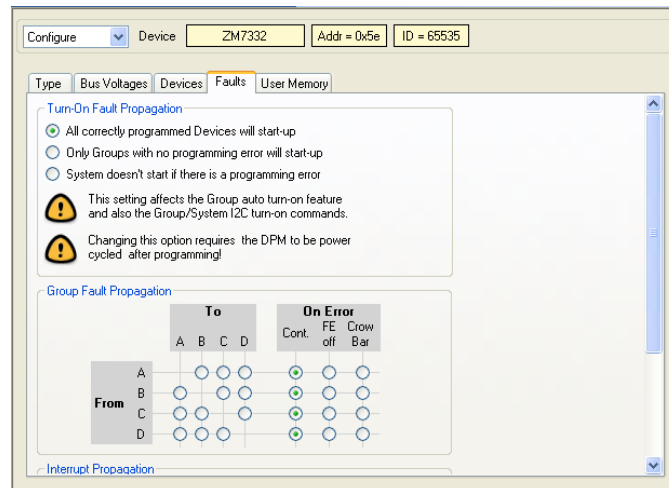 Configure Device ZM7332 Addr = 0x5e ID = 65535
Type Bus Voltages Devices Faults User Memory
Turn-On Fault Propagation
All correctly programmed Devices will start-up
Only Groups with no programming error will start-up
System doesn't start if there is a programming error
This setting affects the Group auto turn-on feature
and also the Group/System I2C turn-on commands.
Changing this option requires the DPM to be power
cycled after programming!
Group Fault Propagation
To On Error
A B C D Cont. FE off Crow Bar
From
A
B
C
D
Interrupt Propagation